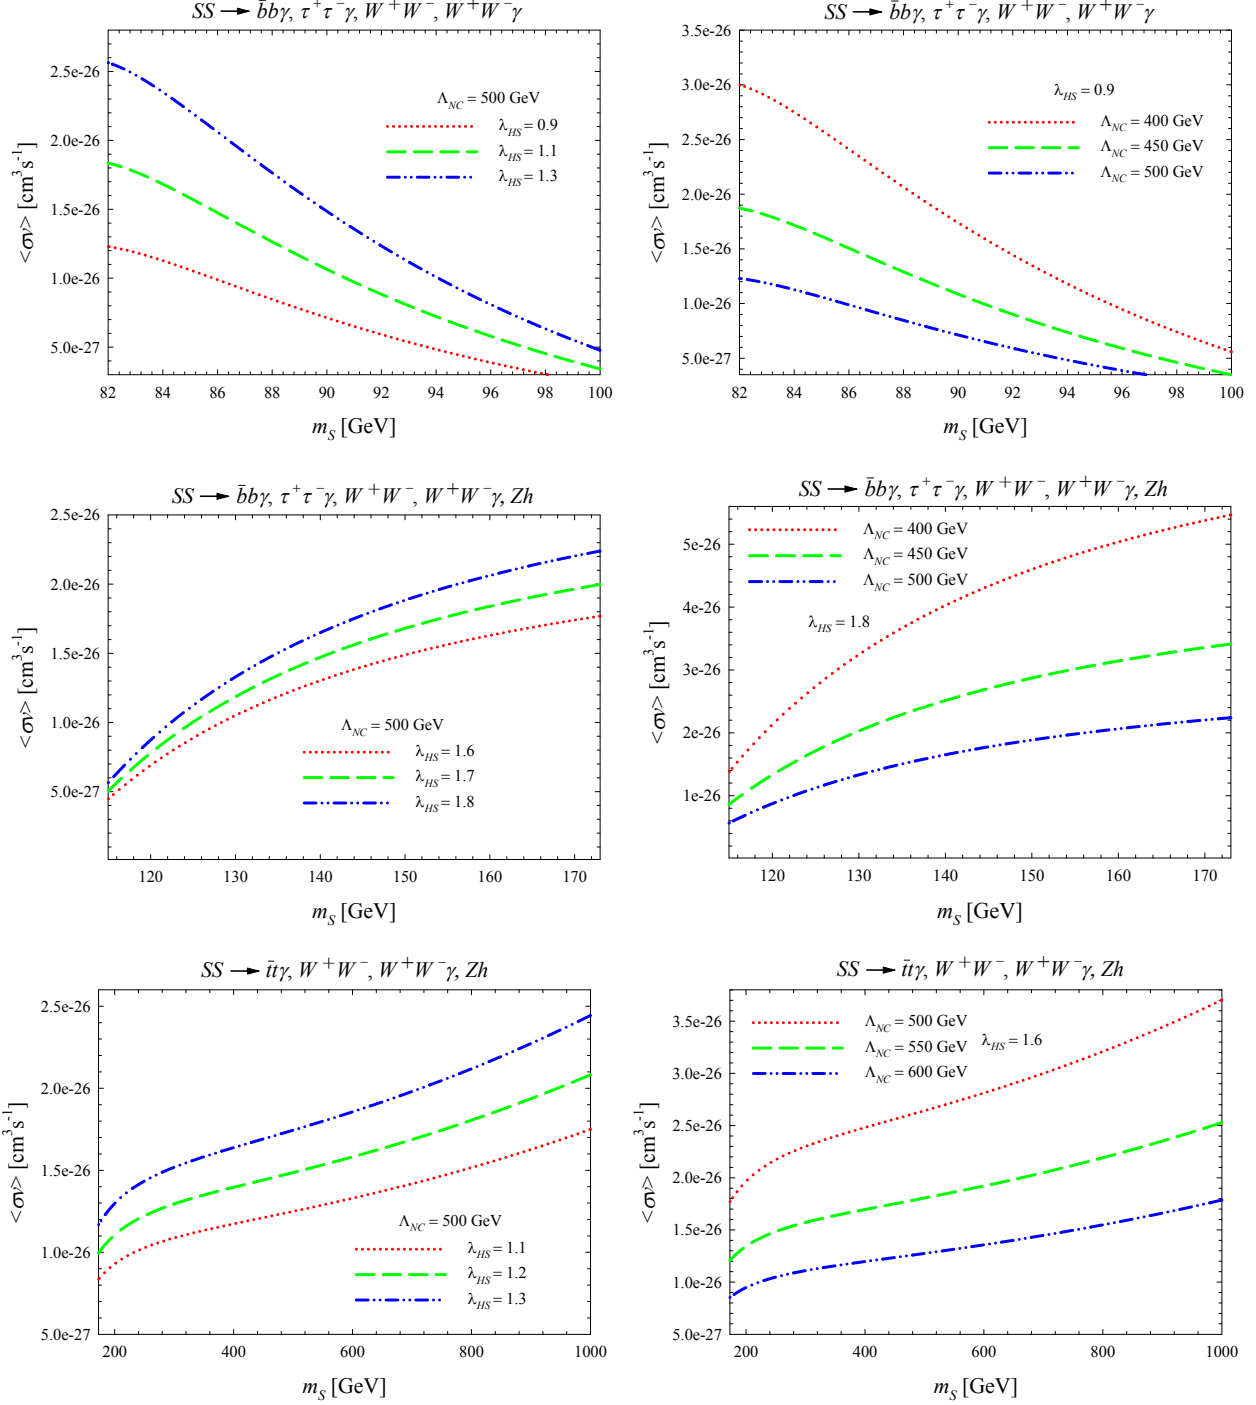 SS → b̄bγ, τ⁺τ⁻γ, W⁺W⁻, W⁺W⁻γ
<σv> [cm³s⁻¹]
2.5e-26
2.0e-26
1.5e-26
1.0e-26
5.0e-27
Λ_NC = 500 GeV
λ_HS = 0.9
λ_HS = 1.1
λ_HS = 1.3
82 84 86 88 90 92 94 96 98 100
m_S [GeV]
SS → b̄bγ, τ⁺τ⁻γ, W⁺W⁻, W⁺W⁻γ
<σv> [cm³s⁻¹]
3.5e-26
3.0e-26
2.5e-26
2.0e-26
1.5e-26
1.0e-26
5.0e-27
λ_HS = 0.9
Λ_NC = 400 GeV
Λ_NC = 450 GeV
Λ_NC = 500 GeV
82 84 86 88 90 92 94 96 98 100
m_S [GeV]
SS → b̄bγ, τ⁺τ⁻γ, W⁺W⁻, W⁺W⁻γ, Zh
<σv> [cm³s⁻¹]
2.5e-26
2.0e-26
1.5e-26
1.0e-26
5.0e-27
Λ_NC = 500 GeV
λ_HS = 1.6
λ_HS = 1.7
λ_HS = 1.8
120 130 140 150 160 170
m_S [GeV]
SS → b̄bγ, τ⁺τ⁻γ, W⁺W⁻, W⁺W⁻γ, Zh
<σv> [cm³s⁻¹]
5e-26
4e-26
3e-26
2e-26
1e-26
Λ_NC = 400 GeV
Λ_NC = 450 GeV
Λ_NC = 500 GeV
λ_HS = 1.8
120 130 140 150 160 170
m_S [GeV]
SS → t̄tγ, W⁺W⁻, W⁺W⁻γ, Zh
<σv> [cm³s⁻¹]
2.5e-26
2.0e-26
1.5e-26
1.0e-26
5.0e-27
Λ_NC = 500 GeV
λ_HS = 1.1
λ_HS = 1.2
λ_HS = 1.3
200 400 600 800 1000
m_S [GeV]
SS → t̄tγ, W⁺W⁻, W⁺W⁻γ, Zh
<σv> [cm³s⁻¹]
3.5e-26
3.0e-26
2.5e-26
2.0e-26
1.5e-26
1.0e-26
5.0e-27
Λ_NC = 500 GeV
Λ_NC = 550 GeV
λ_HS = 1.6
Λ_NC = 600 GeV
200 400 600 800 1000
m_S [GeV]